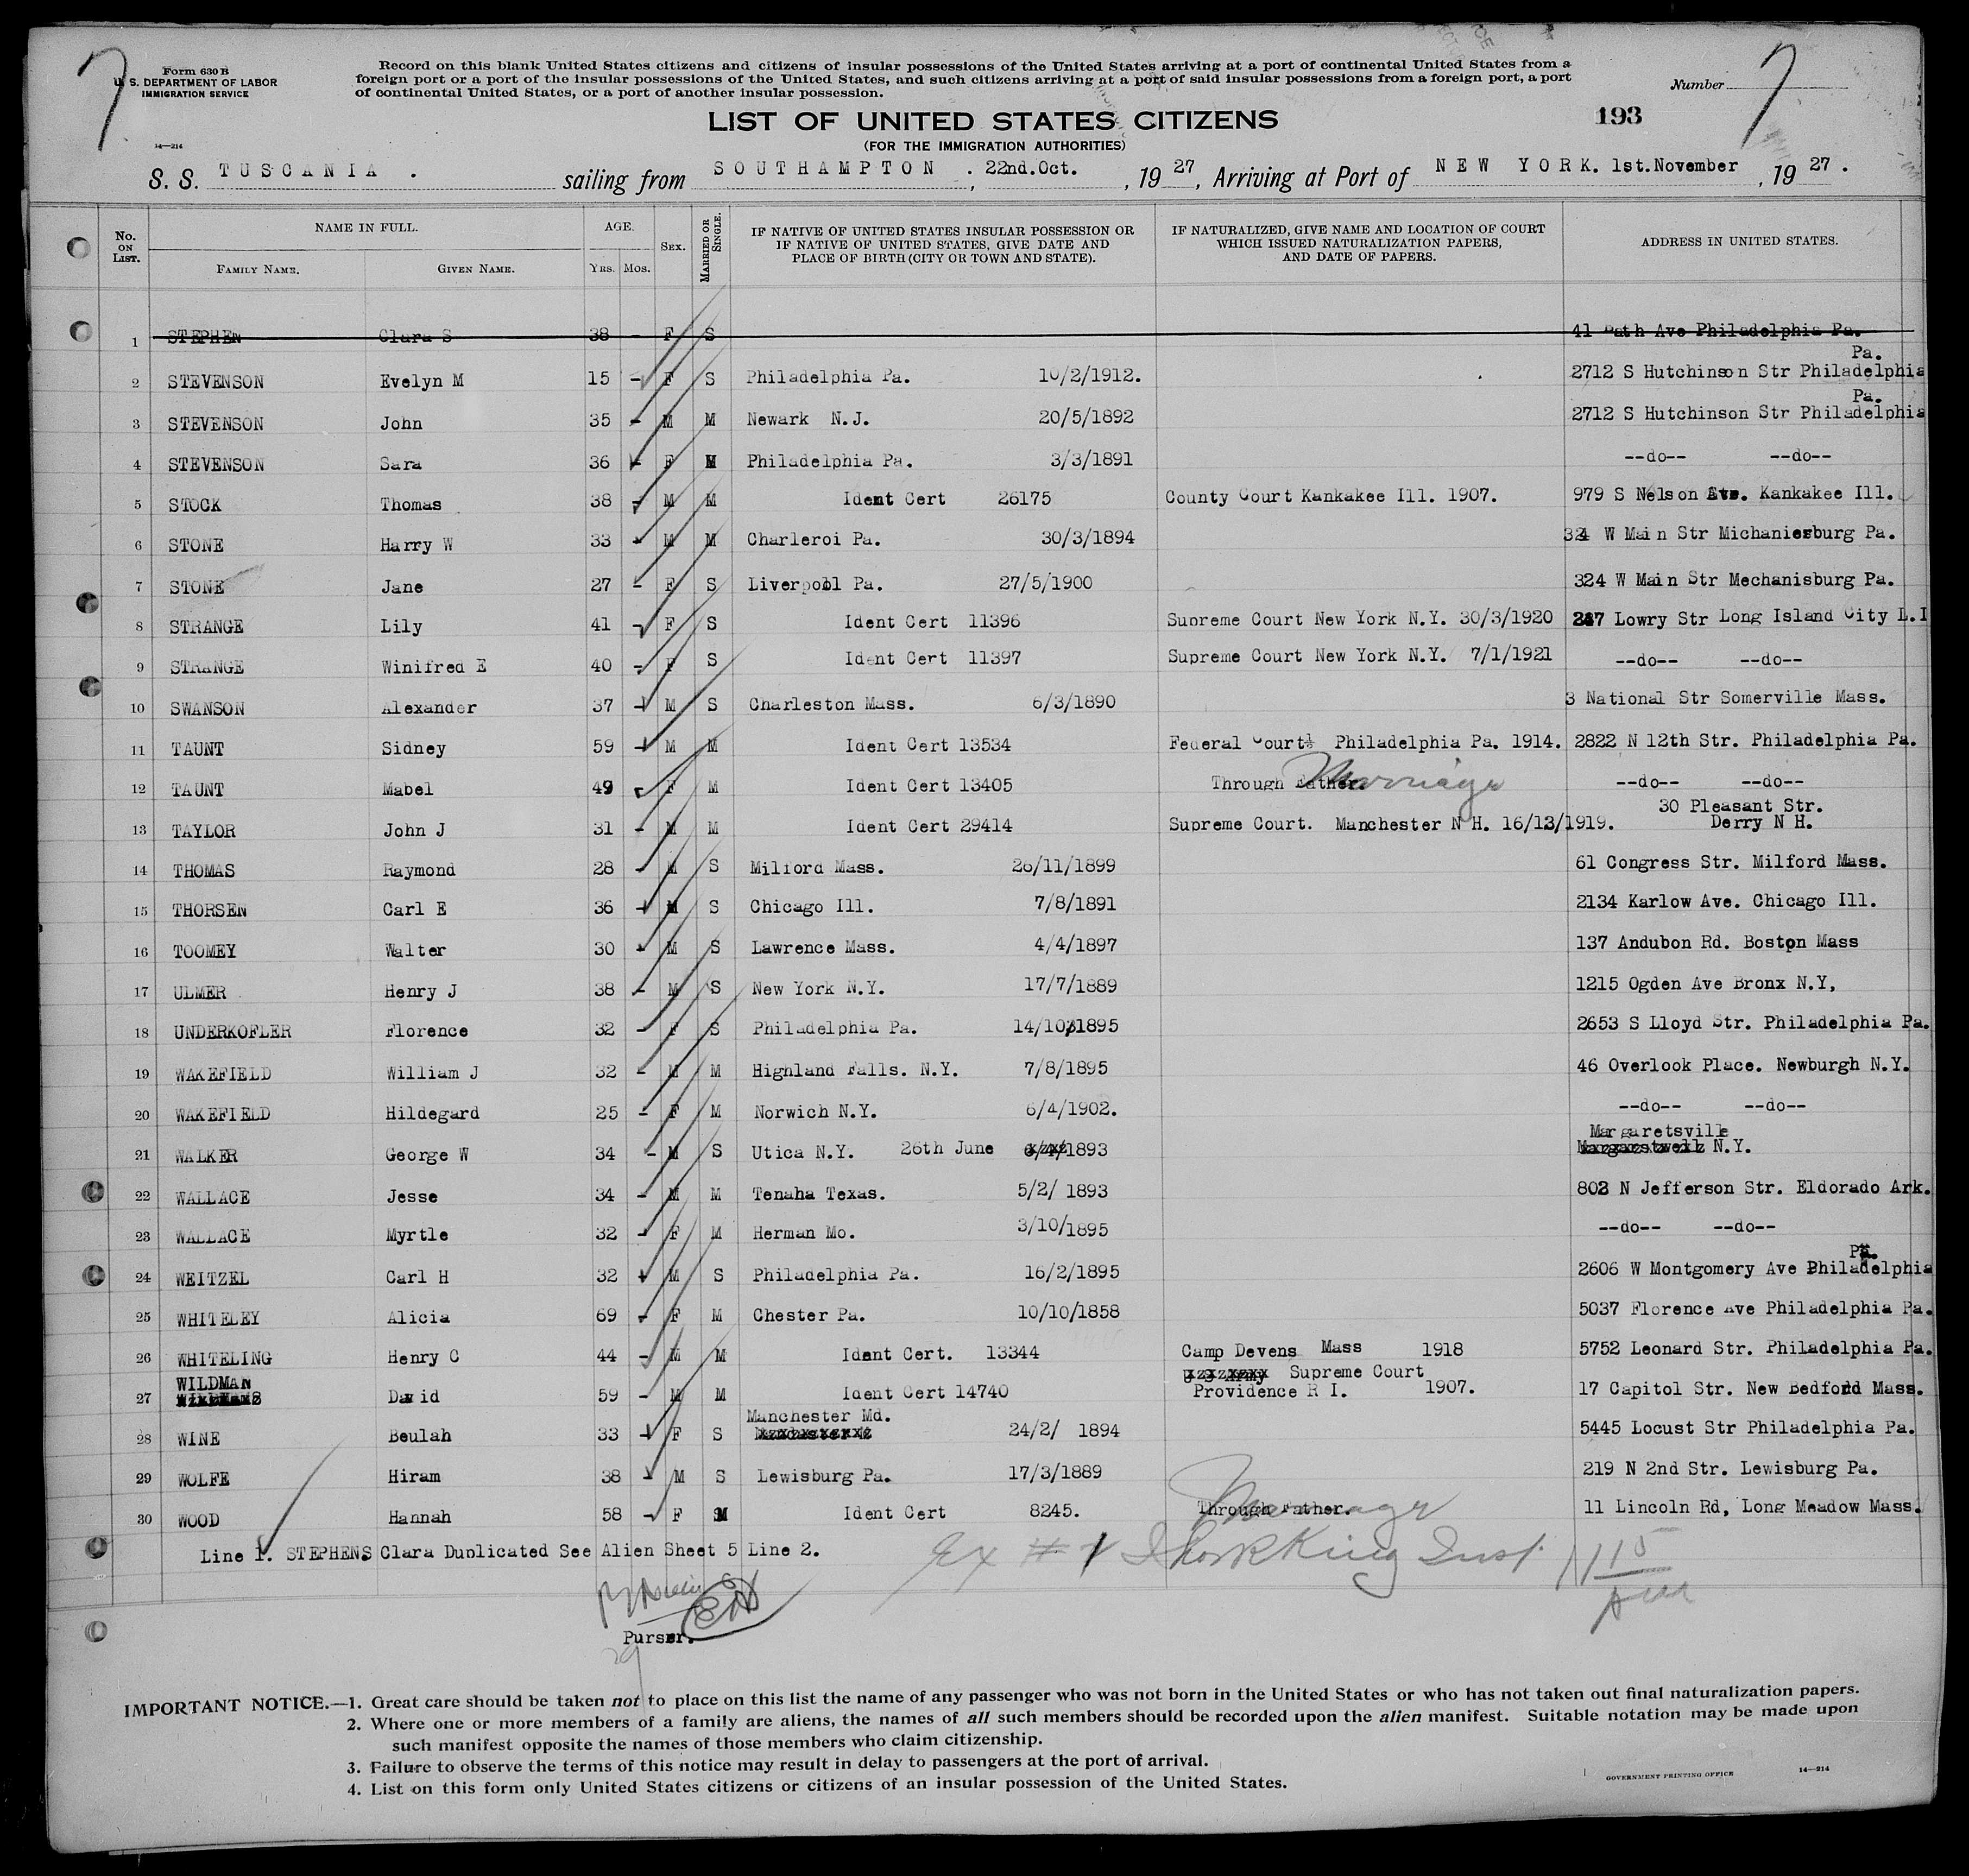 7
Form 630 B
U. S. DEPARTMENT OF LABOR
IMMIGRATION SERVICE
14—214
Record on this blank United States citizens and citizens of insular possessions of the United States arriving at a port of continental United States from a
foreign port or a port of the insular possessions of the United States, and such citizens arriving at a port of said insular possessions from a foreign port, a port
of continental United States, or a port of another insular possession.
Number 7
193
LIST OF UNITED STATES CITIZENS
(FOR THE IMMIGRATION AUTHORITIES)
S. S. TUSCANIA . sailing from SOUTHAMPTON . , 22nd.Oct. , 1927, Arriving at Port of NEW YORK. 1st.November , 1927 .
No. ON LIST. NAME IN FULL. FAMILY NAME. GIVEN NAME. AGE. YRS. MOS. SEX. MARRIED OR SINGLE. IF NATIVE OF UNITED STATES INSULAR POSSESSION OR IF NATIVE OF UNITED STATES, GIVE DATE AND PLACE OF BIRTH (CITY OR TOWN AND STATE). IF NATURALIZED, GIVE NAME AND LOCATION OF COURT WHICH ISSUED NATURALIZATION PAPERS, AND DATE OF PAPERS. ADDRESS IN UNITED STATES.
1 STEPHEN Clara S 38 - F S 41 Ave Philadelphia Pa.
2 STEVENSON Evelyn M 15 - F S Philadelphia Pa. 10/2/1912. 2712 S Hutchinson Str Philadelphia Pa.
3 STEVENSON John 35 - M M Newark N.J. 20/5/1892 2712 S Hutchinson Str Philadelphia Pa.
4 STEVENSON Sara 36 - F M Philadelphia Pa. 3/3/1891 --do-- --do--
5 STOCK Thomas 38 - M M Ident Cert 26175 County Court Kankakee Ill. 1907. 979 S Nelson Kankakee Ill.
6 STONE Harry W 33 - M M Charleroi Pa. 30/3/1894 324 W Main Str Michaniesburg Pa.
7 STONE Jane 27 - F S Liverpool Pa. 27/5/1900 324 W Main Str Mechanisburg Pa.
8 STRANGE Lily 41 - F S Ident Cert 11396 Supreme Court New York N.Y. 30/3/1920 Lowry Str Long Island City L.I
9 STRANGE Winifred E 40 - F S Ident Cert 11397 Supreme Court New York N.Y. 7/1/1921 --do-- --do--
10 SWANSON Alexander 37 - M S Charleston Mass. 6/3/1890 3 National Str Somerville Mass.
11 TAUNT Sidney 59 - M M Ident Cert 13534 Federal Court Philadelphia Pa. 1914. 2822 N 12th Str. Philadelphia Pa.
12 TAUNT Mabel 49 - F M Ident Cert 13405 Through Father. Marriage --do-- --do--
13 TAYLOR John J 31 - M M Ident Cert 29414 Supreme Court. Manchester N H. 16/12/1919. 30 Pleasant Str. Derry N H.
14 THOMAS Raymond 28 - M S Milford Mass. 26/11/1899 61 Congress Str. Milford Mass.
15 THORSEN Carl E 36 - M S Chicago Ill. 7/8/1891 2134 Karlow Ave. Chicago Ill.
16 TOOMEY Walter 30 - M S Lawrence Mass. 4/4/1897 137 Andubon Rd. Boston Mass
17 ULMER Henry J 38 - M S New York N.Y. 17/7/1889 1215 Ogden Ave Bronx N.Y,
18 UNDERKOFLER Florence 32 - F S Philadelphia Pa. 14/10/1895 2653 S Lloyd Str. Philadelphia Pa.
19 WAKEFIELD William J 32 - M M Highland Falls. N.Y. 7/8/1895 46 Overlook Place. Newburgh N.Y.
20 WAKEFIELD Hildegard 25 - F M Norwich N.Y. 6/4/1902. --do-- --do--
21 WALKER George W 34 - M S Utica N.Y. 26th June 1893 Margaretsville N.Y.
22 WALLACE Jesse 34 - M M Tenaha Texas. 5/2/ 1893 802 N Jefferson Str. Eldorado Ark.
23 WALLACE Myrtle 32 - F M Herman Mo. 3/10/1895 --do-- --do--
24 WEITZEL Carl H 32 - M S Philadelphia Pa. 16/2/1895 2606 W Montgomery Ave Philadelphia Pa.
25 WHITELEY Alicia 69 - F M Chester Pa. 10/10/1858 5037 Florence Ave Philadelphia Pa.
26 WHITELING Henry C 44 - M M Ident Cert. 13344 Camp Devens Mass 1918 5752 Leonard Str. Philadelphia Pa.
27 WILDMAN David 59 - M M Ident Cert 14740 Supreme Court Providence R I. 1907. 17 Capitol Str. New Bedford Mass.
28 WINE Beulah 33 - F S Manchester Md. 24/2/ 1894 5445 Locust Str Philadelphia Pa.
29 WOLFE Hiram 38 - M S Lewisburg Pa. 17/3/1889 219 N 2nd Str. Lewisburg Pa.
30 WOOD Hannah 58 - F M Ident Cert 8245. Through Father. Marriage 11 Lincoln Rd, Long Meadow Mass.
Line 1. STEPHENS Clara Duplicated See Alien Sheet 5 Line 2.
Ex # 1
Purser.
29
IMPORTANT NOTICE.—1. Great care should be taken not to place on this list the name of any passenger who was not born in the United States or who has not taken out final naturalization papers.
2. Where one or more members of a family are aliens, the names of all such members should be recorded upon the alien manifest. Suitable notation may be made upon
such manifest opposite the names of those members who claim citizenship.
3. Failure to observe the terms of this notice may result in delay to passengers at the port of arrival.
4. List on this form only United States citizens or citizens of an insular possession of the United States.
GOVERNMENT PRINTING OFFICE 14—214